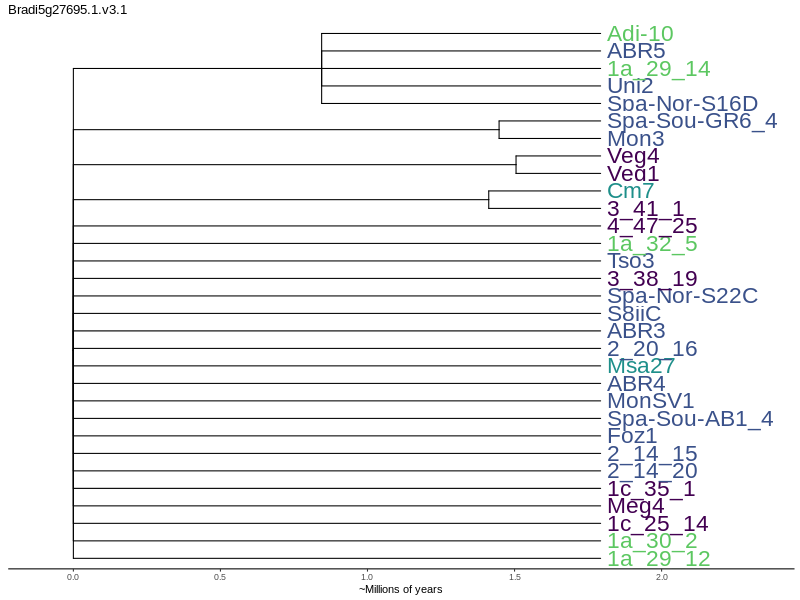 Bradi5g27695.1.v3.1
Adi-10
ABR5
1a_29_14
Uni2
Spa-Nor-S16D
Spa-Sou-GR6_4
Mon3
Veg4
Veg1
Cm7
3_41_1
4_47_25
1a_32_5
Tso3
3_38_19
Spa-Nor-S22C
S8iiC
ABR3
2_20_16
Msa27
ABR4
MonSV1
Spa-Sou-AB1_4
Foz1
2_14_15
2_14_20
1c_35_1
Meg4
1c_25_14
1a_30_2
1a_29_12
0.0 0.5 1.0 1.5 2.0
~Millions of years